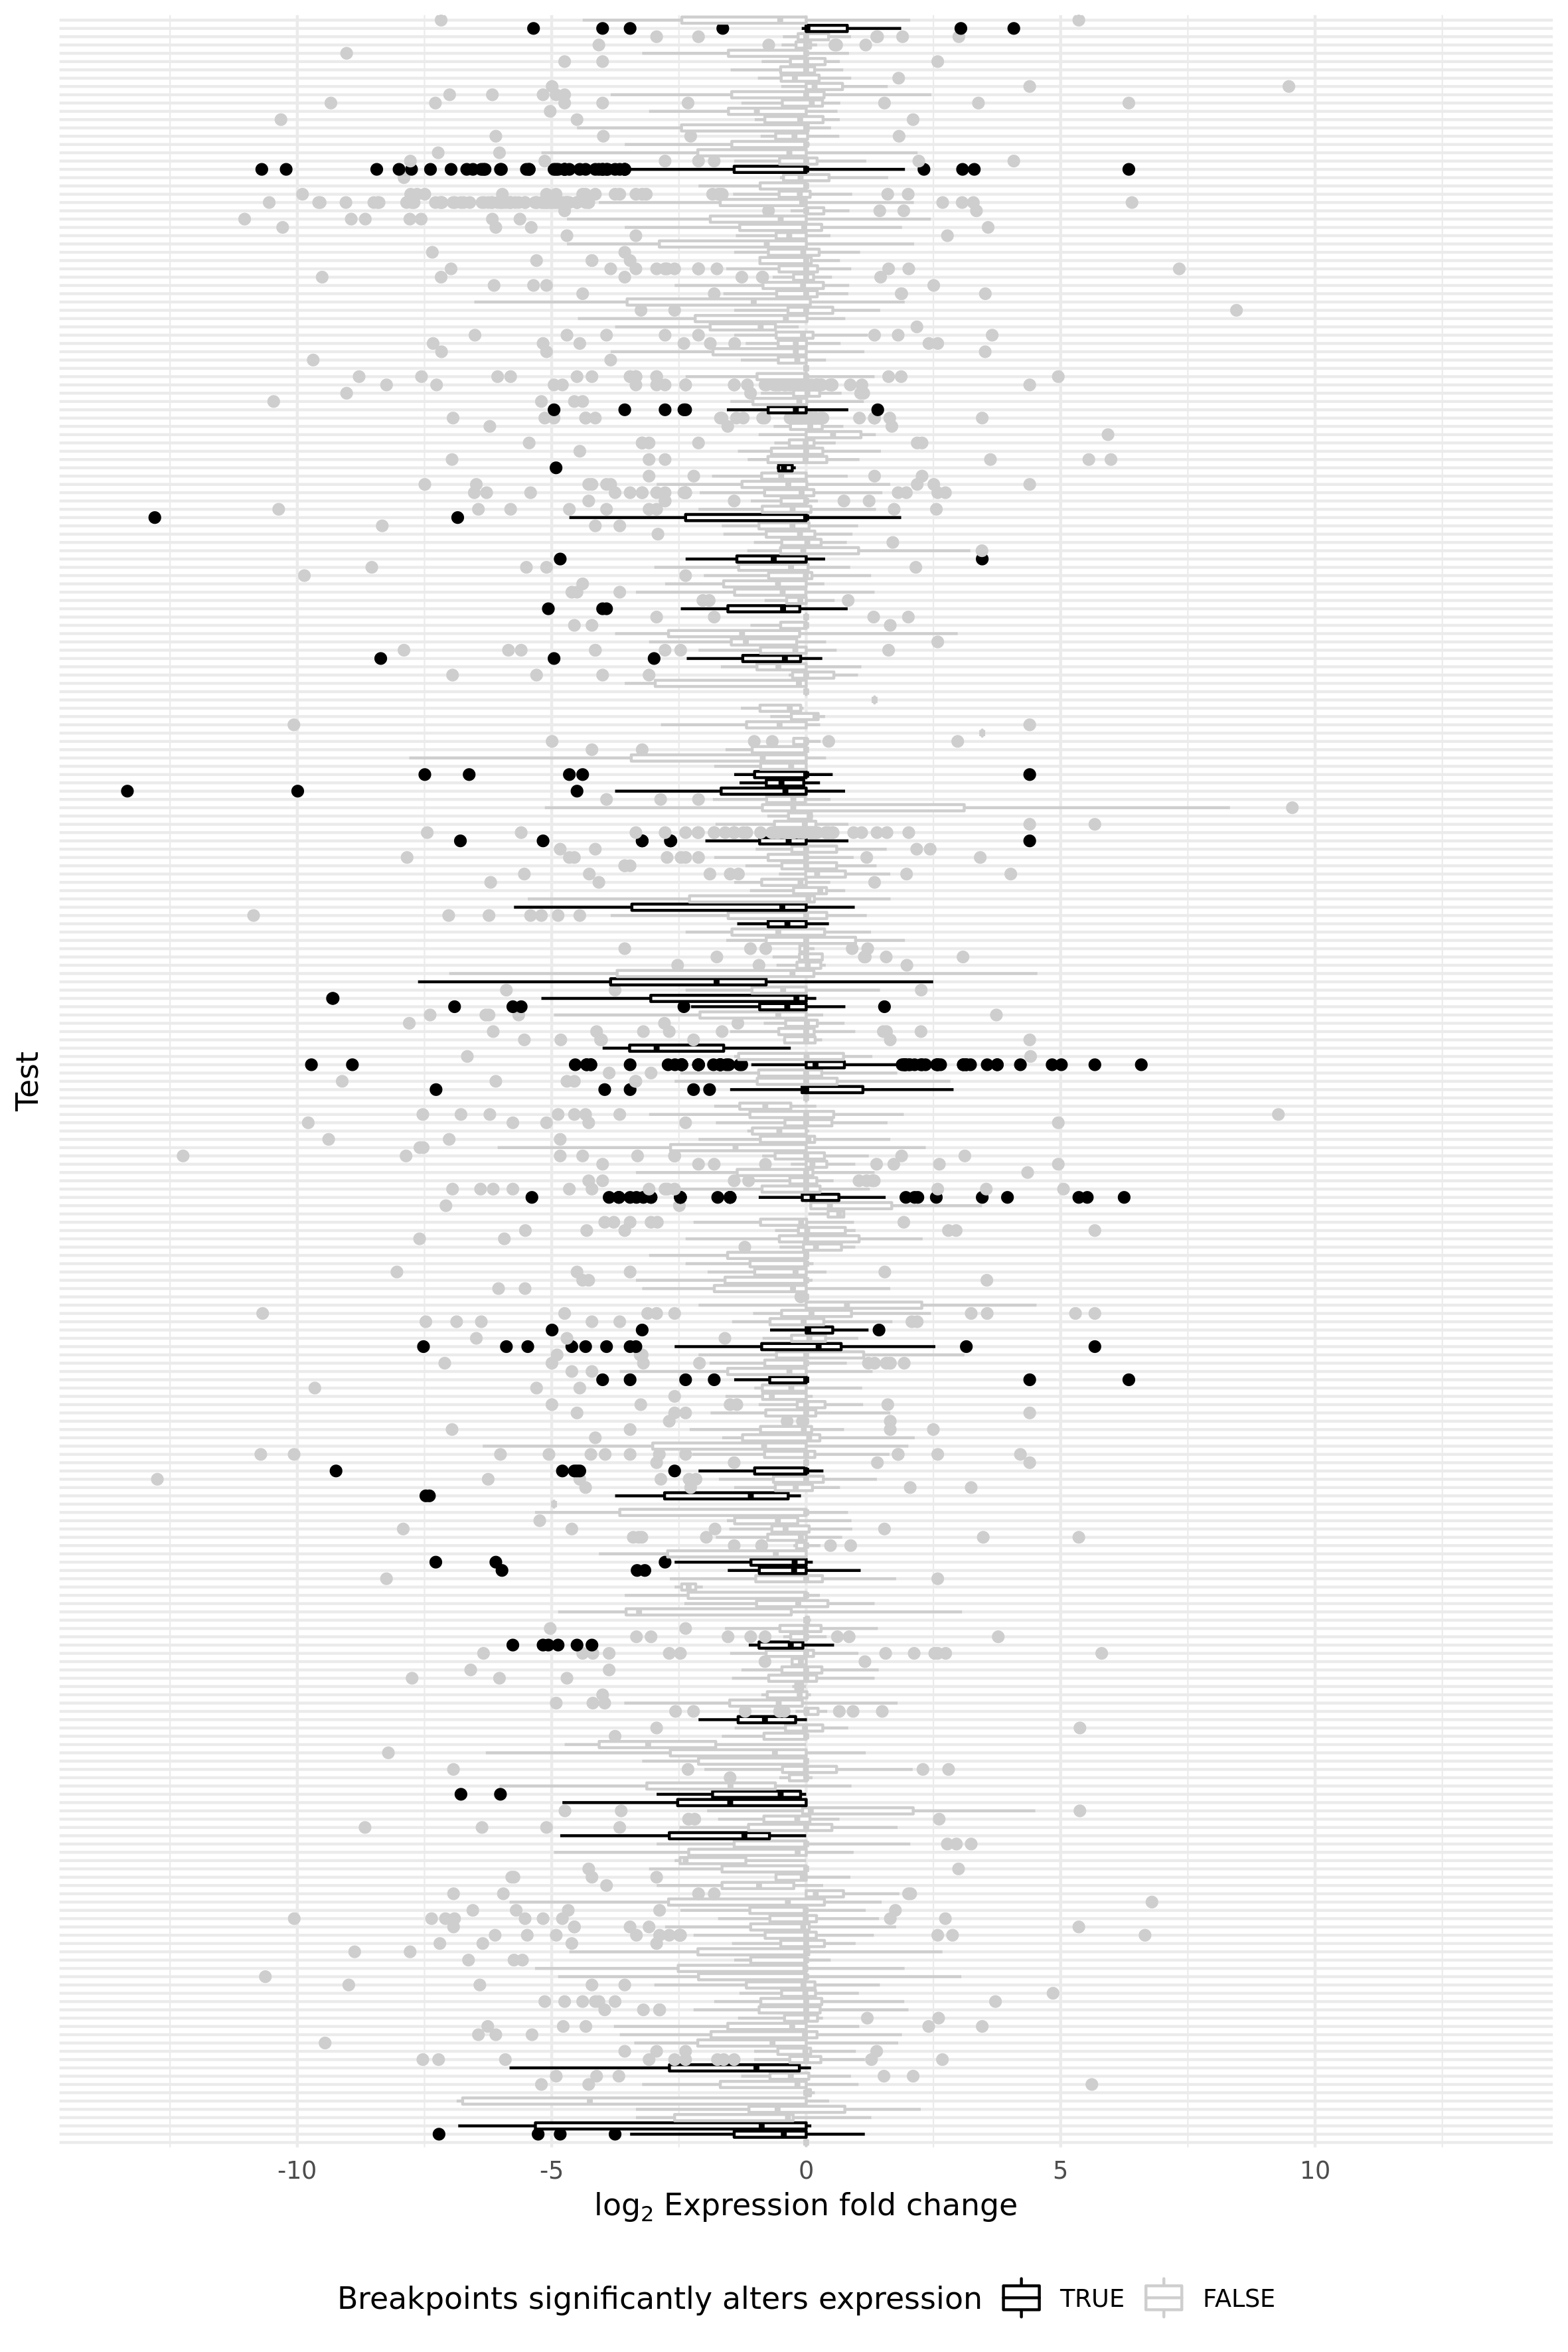 Test
-10 -5 0 5 10
log₂ Expression fold change
Breakpoints significantly alters expression TRUE FALSE